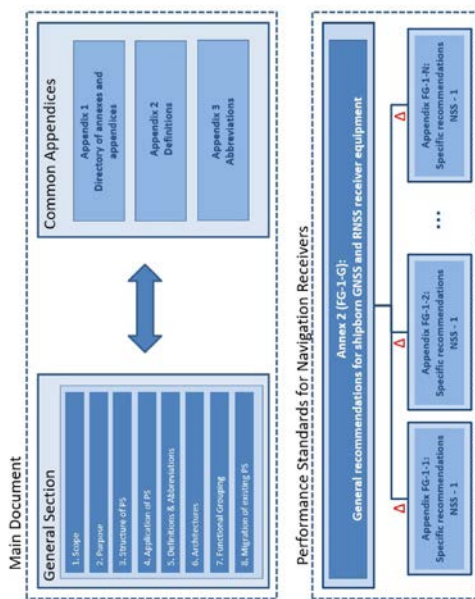 Main Document
General Section
1. Scope
2. Purpose
3. Structure of PS
4. Application of PS
5. Definitions & Abbreviations
6. Architectures
7. Functional Grouping
8. Migration of existing PS
Common Appendices
Appendix 1
Directory of annexes and
appendices
Appendix 2
Definitions
Appendix 3
Abbreviations
Performance Standards for Navigation Receivers
Annex 2 (FG-1-G):
General recommendations for shipborn GNSS and RNSS receiver equipment
Δ
Appendix FG-1-1:
Specific recommendations
NSS - 1
Δ
Appendix FG-1-2:
Specific recommendations
NSS - 1
...
Δ
Appendix FG-1-N:
Specific recommendations
NSS - 1